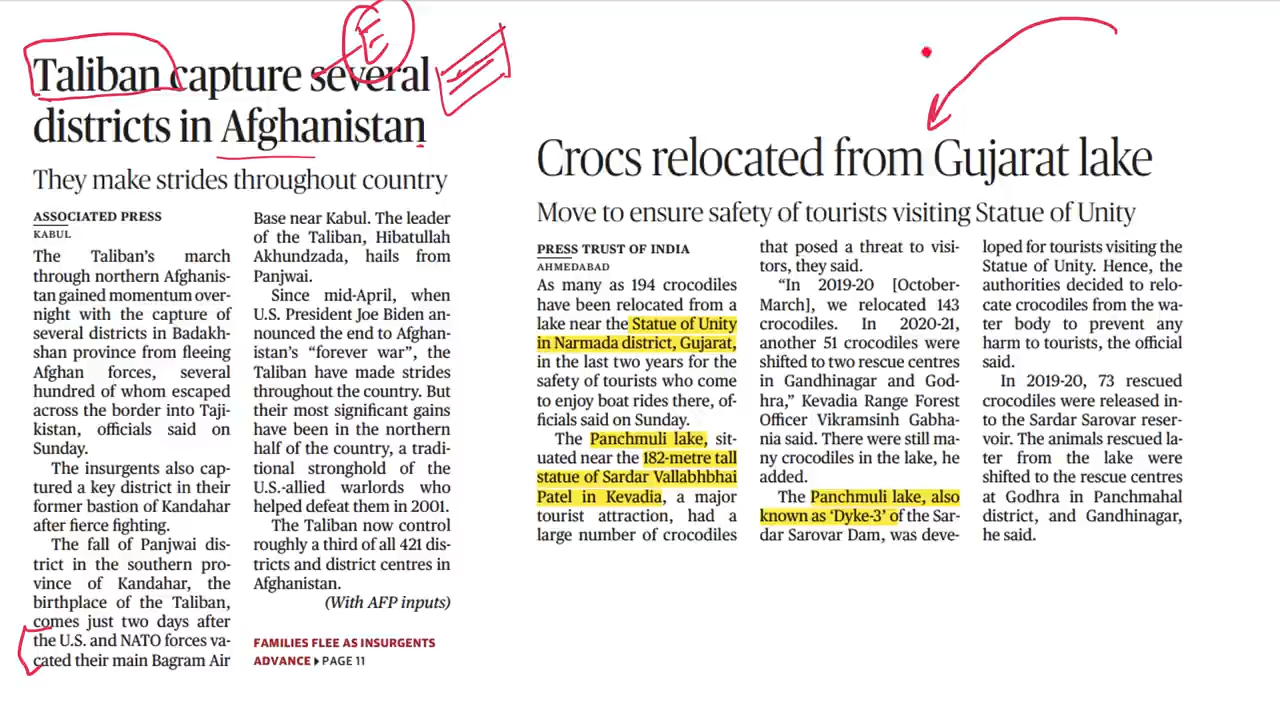 Taliban capture several
districts in Afghanistan
They make strides throughout country
ASSOCIATED PRESS
KABUL
The Taliban's march
through northern Afghanis-
tan gained momentum over-
night with the capture of
several districts in Badakh-
shan province from fleeing
Afghan forces, several
hundred of whom escaped
across the border into Taji-
kistan, officials said on
Sunday.
The insurgents also cap-
tured a key district in their
former bastion of Kandahar
after fierce fighting.
The fall of Panjwai dis-
trict in the southern pro-
vince of Kandahar, the
birthplace of the Taliban,
comes just two days after
the U.S. and NATO forces va-
cated their main Bagram Air
Base near Kabul. The leader
of the Taliban, Hibatullah
Akhundzada, hails from
Panjwai.
Since mid-April, when
U.S. President Joe Biden an-
nounced the end to Afghan-
istan's “forever war”, the
Taliban have made strides
throughout the country. But
their most significant gains
have been in the northern
half of the country, a tradi-
tional stronghold of the
U.S.-allied warlords who
helped defeat them in 2001.
The Taliban now control
roughly a third of all 421 dis-
tricts and district centres in
Afghanistan.
(With AFP inputs)
FAMILIES FLEE AS INSURGENTS
ADVANCE ▶ PAGE 11
E
Crocs relocated from Gujarat lake
Move to ensure safety of tourists visiting Statue of Unity
PRESS TRUST OF INDIA
AHMEDABAD
As many as 194 crocodiles
have been relocated from a
lake near the Statue of Unity
in Narmada district, Gujarat,
in the last two years for the
safety of tourists who come
to enjoy boat rides there, of-
ficials said on Sunday.
The Panchmuli lake, sit-
uated near the 182-metre tall
statue of Sardar Vallabhbhai
Patel in Kevadia, a major
tourist attraction, had a
large number of crocodiles
that posed a threat to visi-
tors, they said.
“In 2019-20 [October-
March], we relocated 143
crocodiles. In 2020-21,
another 51 crocodiles were
shifted to two rescue centres
in Gandhinagar and God-
hra,” Kevadia Range Forest
Officer Vikramsinh Gabha-
nia said. There were still ma-
ny crocodiles in the lake, he
added.
The Panchmuli lake, also
known as ‘Dyke-3’ of the Sar-
dar Sarovar Dam, was deve-
loped for tourists visiting the
Statue of Unity. Hence, the
authorities decided to relo-
cate crocodiles from the wa-
ter body to prevent any
harm to tourists, the official
said.
In 2019-20, 73 rescued
crocodiles were released in-
to the Sardar Sarovar reser-
voir. The animals rescued la-
ter from the lake were
shifted to the rescue centres
at Godhra in Panchmahal
district, and Gandhinagar,
he said.